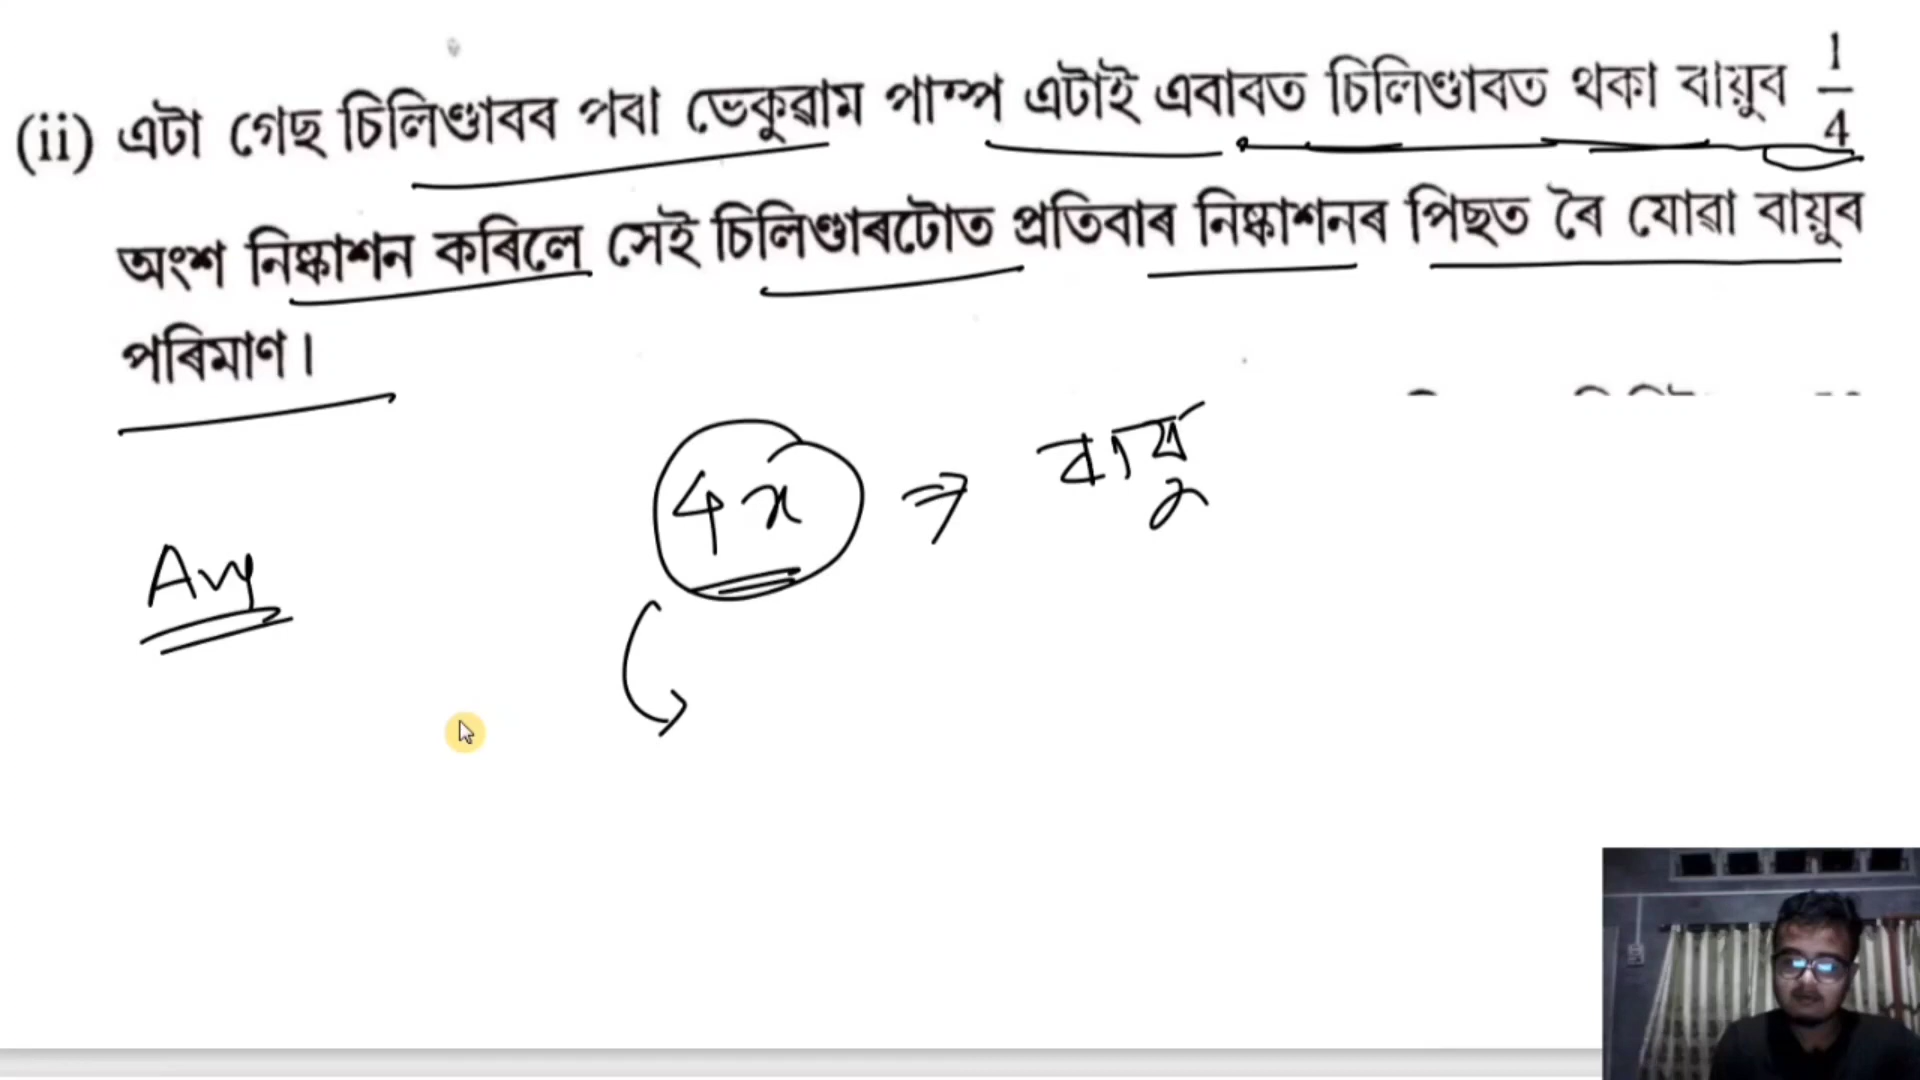 (ii) এটা গেছ চিলিণ্ডাৰৰ পৰা ভেকুৱাম পাম্প এটাই এবাৰত চিলিণ্ডাৰত থকা বায়ুৰ 1/4
অংশ নিষ্কাশন কৰিলে সেই চিলিণ্ডাৰটোত প্ৰতিবাৰ নিষ্কাশনৰ পিছত ৰৈ যোৱা বায়ুৰ
পৰিমাণ।
4x ⇒ বায়ু